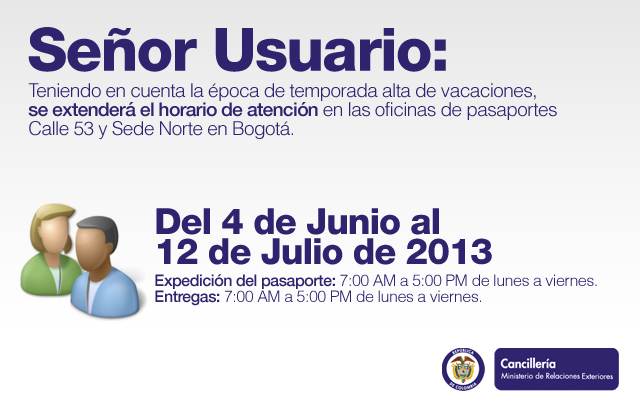 Señor Usuario:
Teniendo en cuenta la época de temporada alta de vacaciones,
se extenderá el horario de atención en las oficinas de pasaportes
Calle 53 y Sede Norte en Bogotá.
Del 4 de Junio al
12 de Julio de 2013
Expedición del pasaporte: 7:00 AM a 5:00 PM de lunes a viernes.
Entregas: 7:00 AM a 5:00 PM de lunes a viernes.
REPÚBLICA
DE COLOMBIA
Cancillería
Ministerio de Relaciones Exteriores